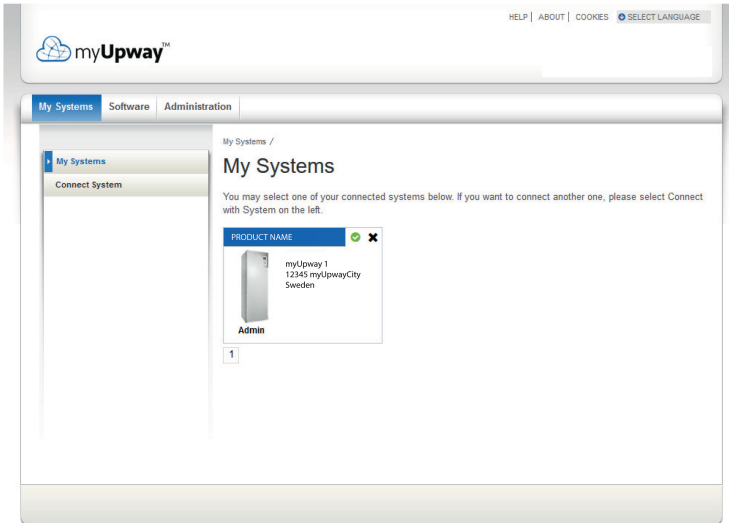 HELP | ABOUT | COOKIES SELECT LANGUAGE
myUpway™
My Systems Software Administration
My Systems /
My Systems
Connect System
My Systems
You may select one of your connected systems below. If you want to connect another one, please select Connect
with System on the left.
PRODUCT NAME
myUpway 1
12345 myUpwayCity
Sweden
Admin
1